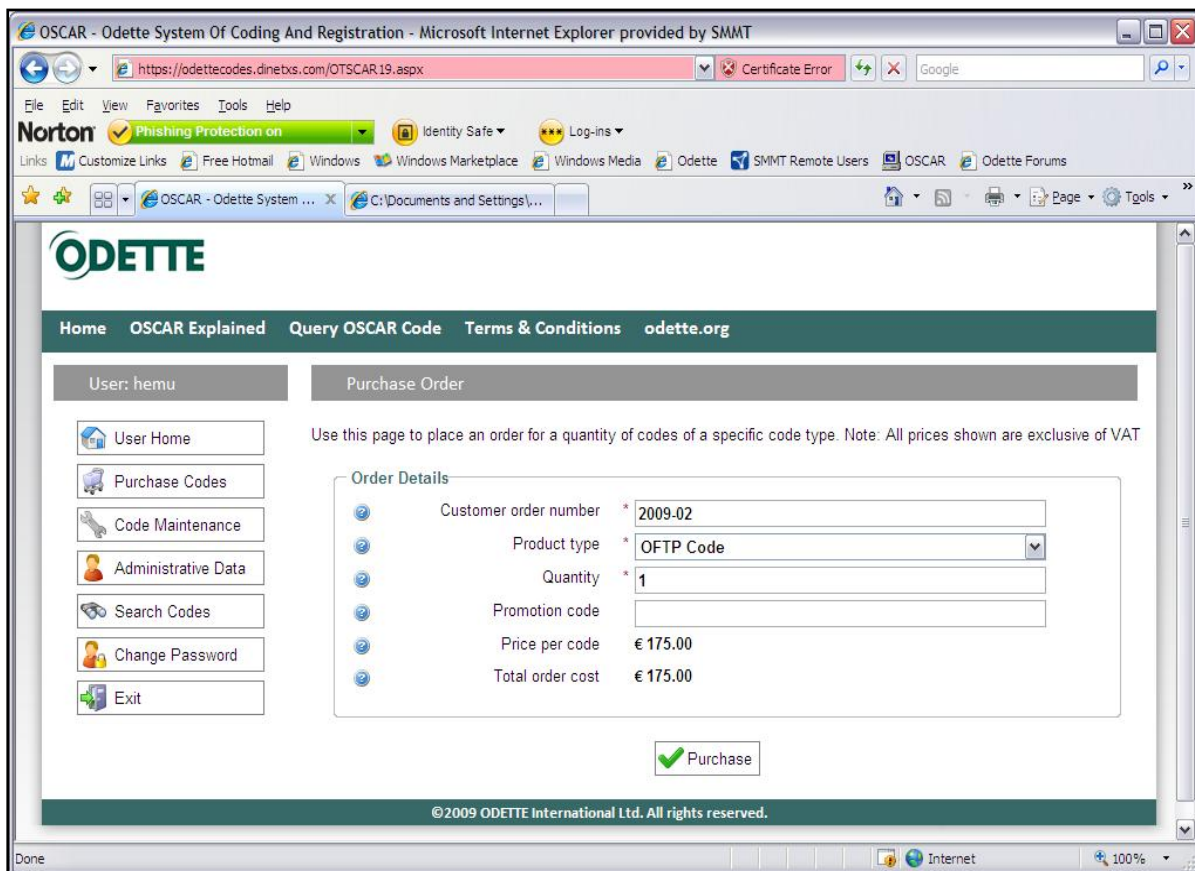 OSCAR - Odette System Of Coding And Registration - Microsoft Internet Explorer provided by SMMT
https://odettecodes.dinetxs.com/OTSCAR19.aspx Certificate Error Google
File Edit View Favorites Tools Help
Norton Phishing Protection on Identity Safe Log-ins
Links Customize Links Free Hotmail Windows Windows Marketplace Windows Media Odette SMMT Remote Users OSCAR Odette Forums
OSCAR - Odette System ... X C:\Documents and Settings\... Page Tools »
ODETTE
Home OSCAR Explained Query OSCAR Code Terms & Conditions odette.org
User: hemu Purchase Order
User Home
Purchase Codes
Code Maintenance
Administrative Data
Search Codes
Change Password
Exit
Use this page to place an order for a quantity of codes of a specific code type. Note: All prices shown are exclusive of VAT
Order Details
Customer order number * 2009-02
Product type * OFTP Code
Quantity * 1
Promotion code
Price per code € 175.00
Total order cost € 175.00
Purchase
©2009 ODETTE International Ltd. All rights reserved.
Done Internet 100%